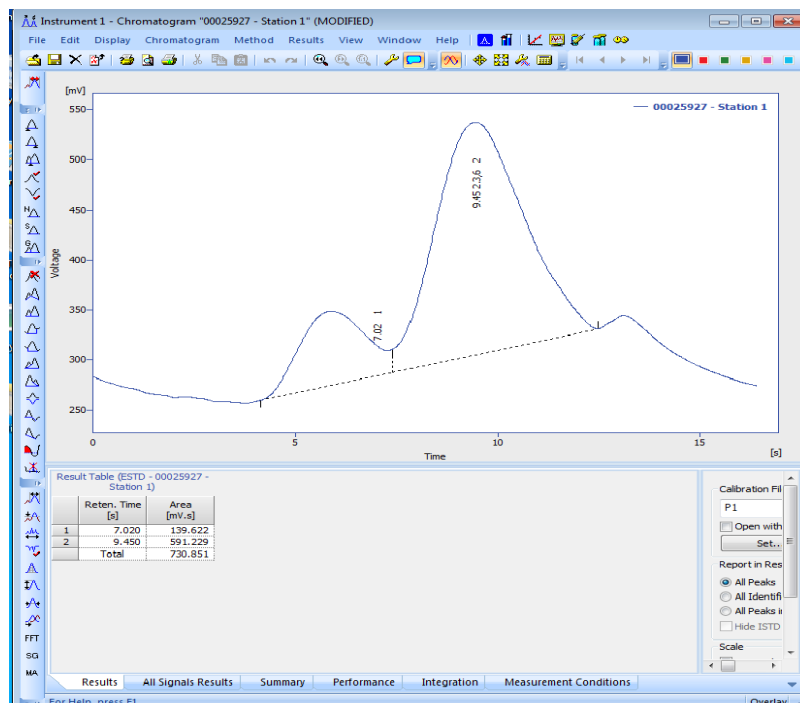 Instrument 1 - Chromatogram "00025927 - Station 1" (MODIFIED)
File Edit Display Chromatogram Method Results View Window Help
[mV]
00025927 - Station 1
550
500
450
400
350
300
250
Voltage
7.02 1
9.45 2.3,6 2
0
5
10
15
Time
[s]
Result Table (ESTD - 00025927 -
Station 1)
Reten. Time
[s]
Area
[mV.s]
1 7.020 139.622
2 9.450 591.229
Total 730.851
Calibration Fil
P1
Open with
Set...
Report in Res
All Peaks
All Identifi
All Peaks i
Hide ISTD
Scale
N
S
G
FFT
SG
MA
Results All Signals Results Summary Performance Integration Measurement Conditions
For Help, press F1
Overlay